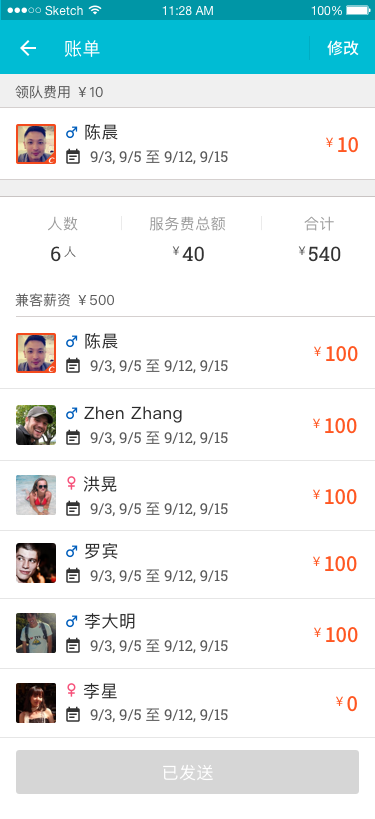 Sketch 11:28 AM 100%
账单 修改
领队费用 ￥10
陈晨
9/3, 9/5 至 9/12, 9/15
￥10
人数 服务费总额 合计
6人 ￥40 ￥540
兼客薪资 ￥500
陈晨
9/3, 9/5 至 9/12, 9/15
￥100
Zhen Zhang
9/3, 9/5 至 9/12, 9/15
￥100
洪晃
9/3, 9/5 至 9/12, 9/15
￥100
罗宾
9/3, 9/5 至 9/12, 9/15
￥100
李大明
9/3, 9/5 至 9/12, 9/15
￥100
李星
9/3, 9/5 至 9/12, 9/15
￥0
已发送